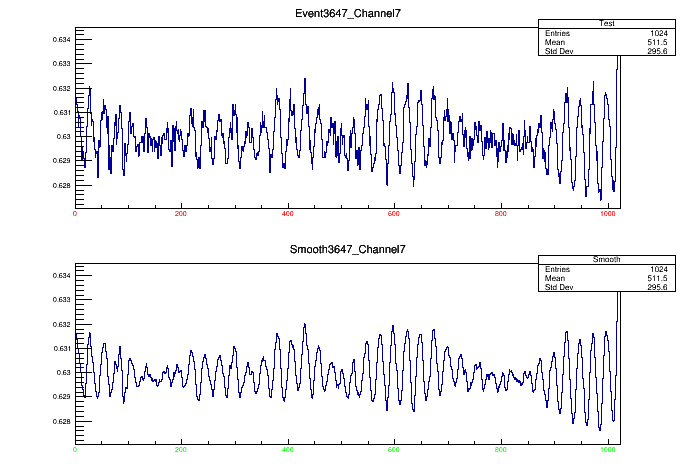 Event3647_Channel7
Test
Entries 1024
Mean 511.5
Std Dev 295.6
0.634
0.633
0.632
0.631
0.63
0.629
0.628
0 200 400 600 800 1000
Smooth3647_Channel7
Smooth
Entries 1024
Mean 511.5
Std Dev 295.6
0.634
0.633
0.632
0.631
0.63
0.629
0.628
0 200 400 600 800 1000